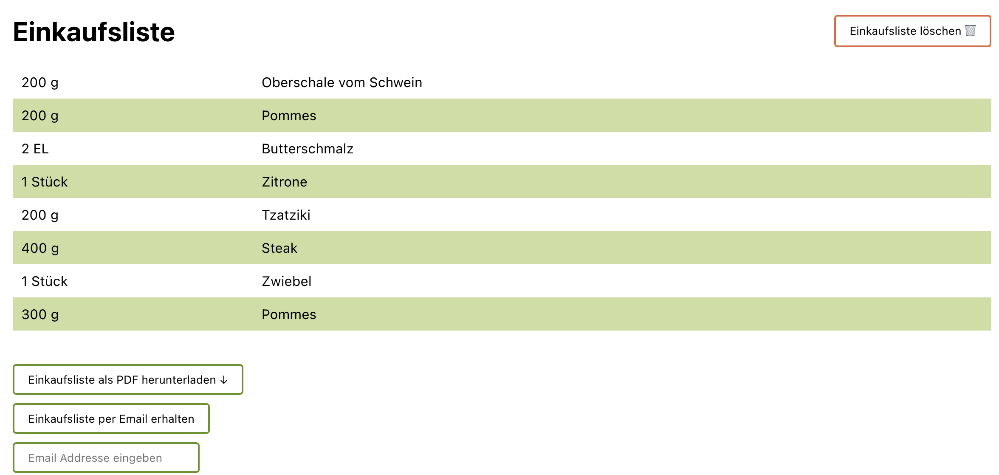 Einkaufsliste
Einkaufsliste löschen 🗑️
200 g Oberschale vom Schwein
200 g Pommes
2 EL Butterschmalz
1 Stück Zitrone
200 g Tzatziki
400 g Steak
1 Stück Zwiebel
300 g Pommes
Einkaufsliste als PDF herunterladen ↓
Einkaufsliste per Email erhalten
Email Addresse eingeben